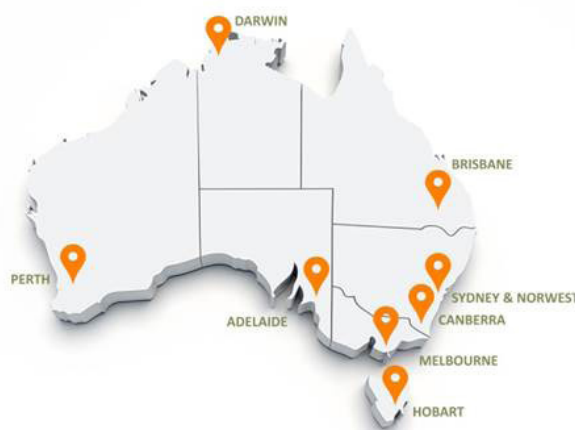 DARWIN
BRISBANE
PERTH
SYDNEY & NORWEST
ADELAIDE
CANBERRA
MELBOURNE
HOBART